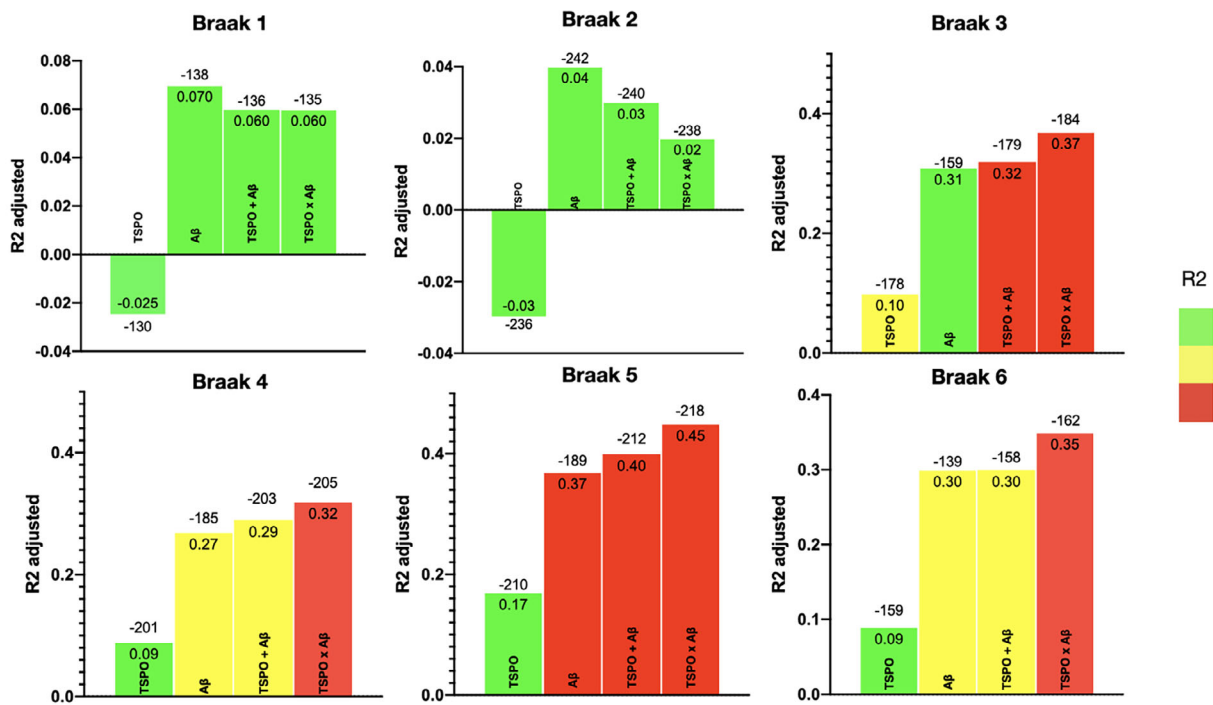 Braak 1
R2 adjusted
0.08
0.06
0.04
0.02
0.00
-0.02
-0.04
TSPO
-0.025
-130
-138
0.070
Aβ
-136
0.060
TSPO + Aβ
-135
0.060
TSPO x Aβ
Braak 2
R2 adjusted
0.04
0.02
0.00
-0.02
-0.04
TSPO
-0.03
-236
-242
0.04
Aβ
-240
0.03
TSPO + Aβ
-238
0.02
TSPO x Aβ
Braak 3
R2 adjusted
0.4
0.2
0.0
-178
0.10
TSPO
-159
0.31
Aβ
-179
0.32
TSPO + Aβ
-184
0.37
TSPO x Aβ
R2
Braak 4
R2 adjusted
0.4
0.2
0.0
-201
0.09
TSPO
-185
0.27
Aβ
-203
0.29
TSPO + Aβ
-205
0.32
TSPO x Aβ
Braak 5
R2 adjusted
0.4
0.2
0.0
-210
0.17
TSPO
-189
0.37
Aβ
-212
0.40
TSPO + Aβ
-218
0.45
TSPO x Aβ
Braak 6
R2 adjusted
0.4
0.3
0.2
0.1
0.0
-159
0.09
TSPO
-139
0.30
Aβ
-158
0.30
TSPO + Aβ
-162
0.35
TSPO x Aβ